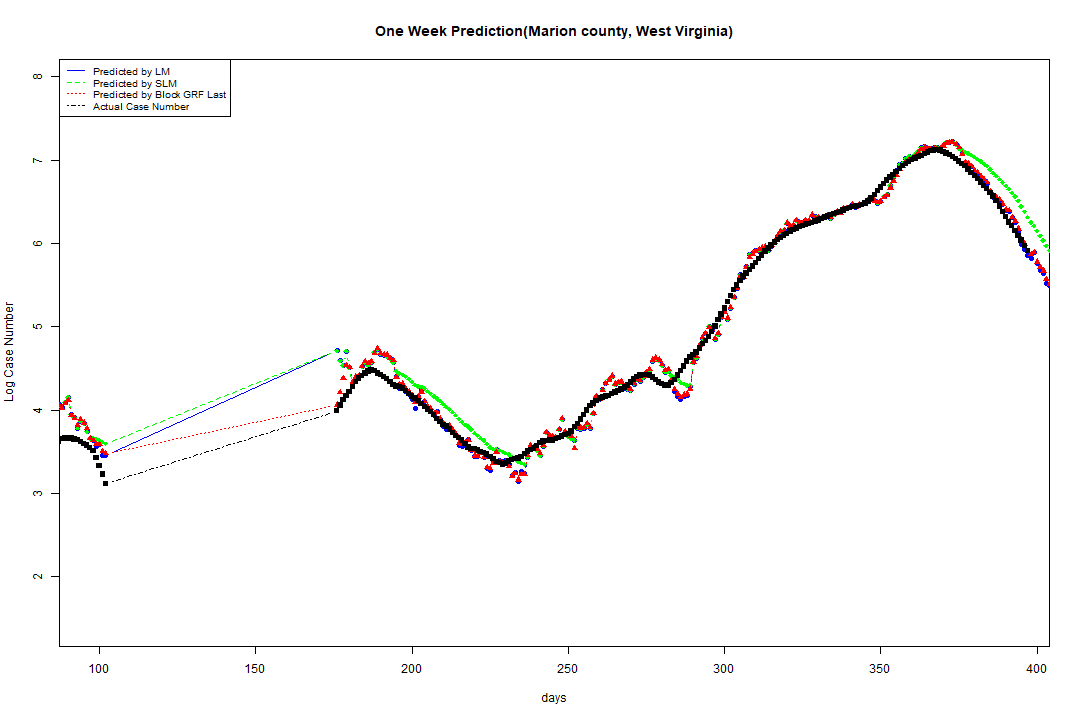 One Week Prediction(Marion county, West Virginia)
Predicted by LM
Predicted by SLM
Predicted by Block GRF Last
Actual Case Number
8
7
6
5
4
3
2
Log Case Number
100 150 200 250 300 350 400
days